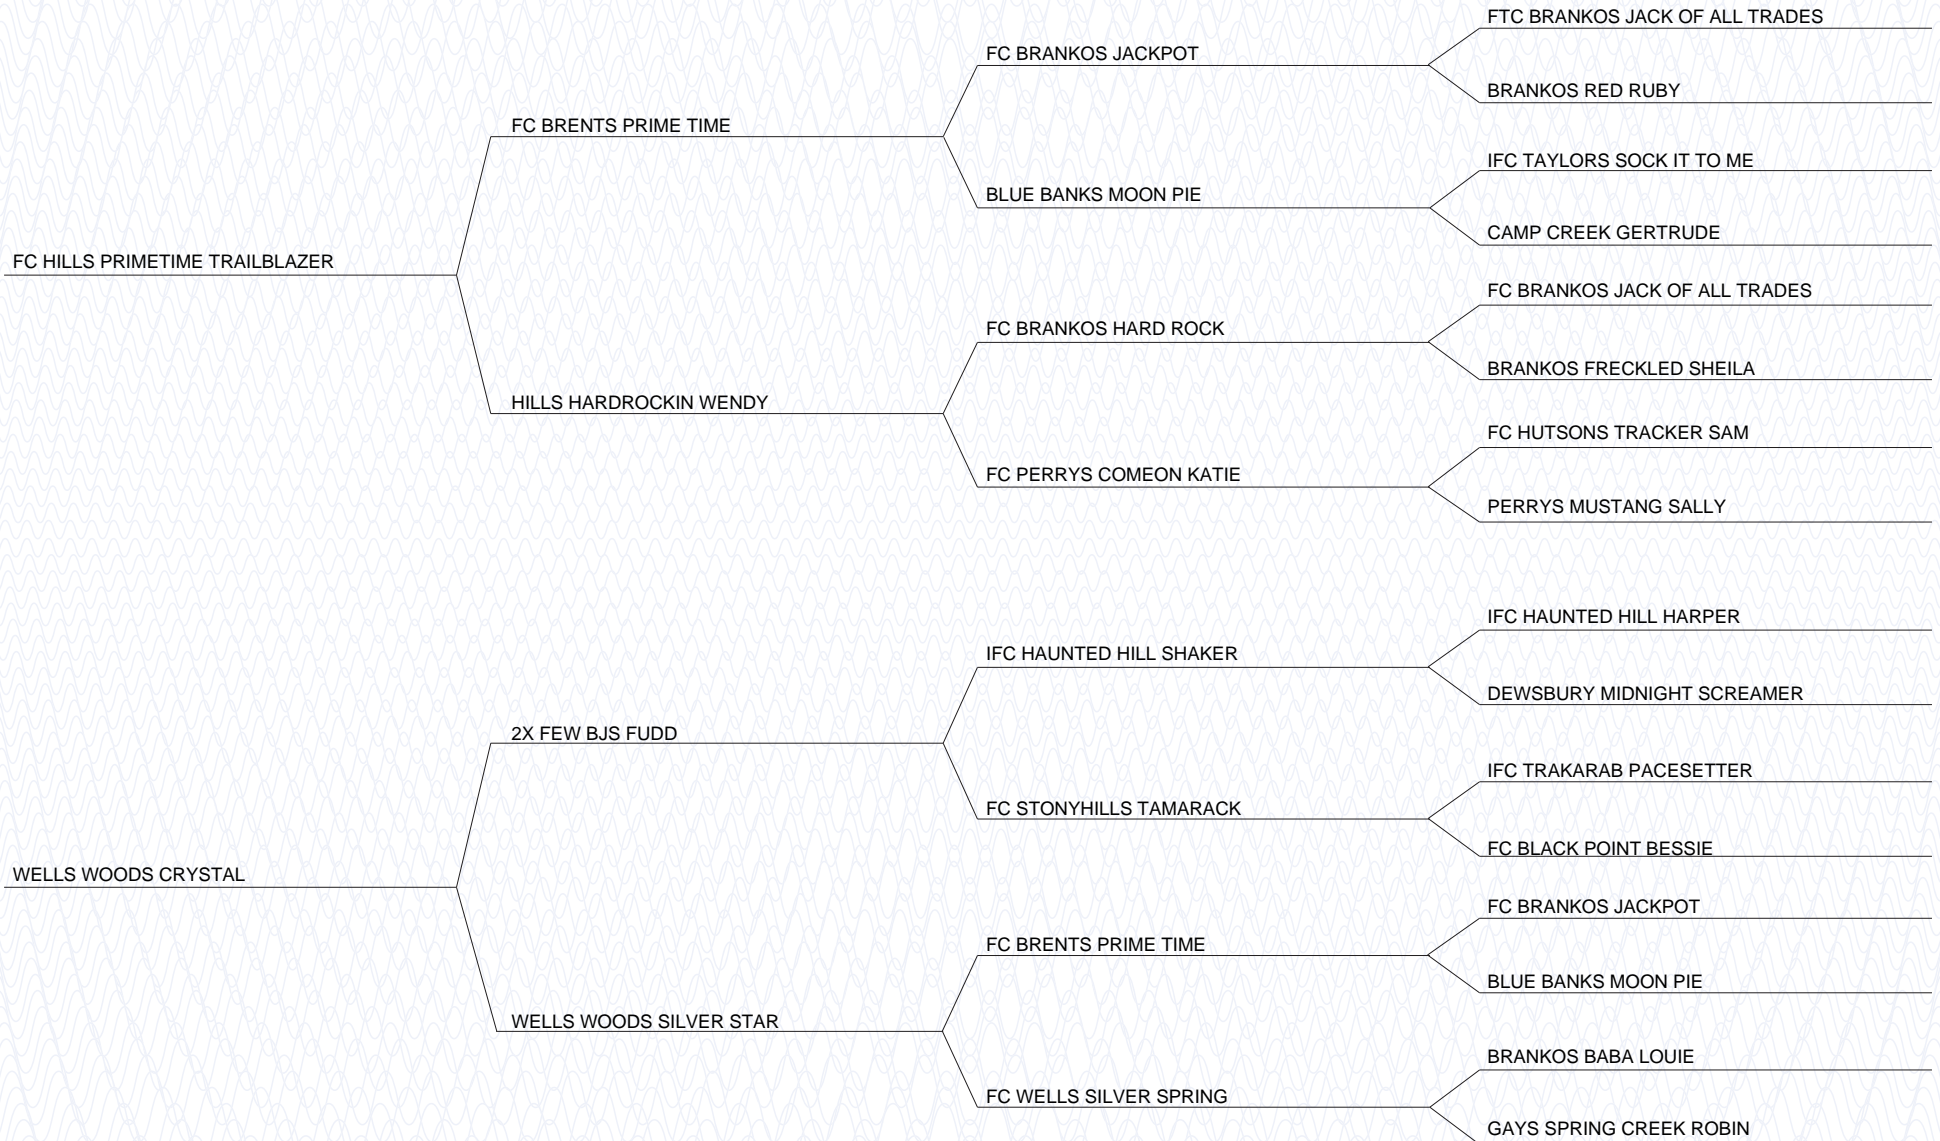 FTC BRANKOS JACK OF ALL TRADES
FC BRANKOS JACKPOT
BRANKOS RED RUBY
FC BRENTS PRIME TIME
IFC TAYLORS SOCK IT TO ME
BLUE BANKS MOON PIE
CAMP CREEK GERTRUDE
FC HILLS PRIMETIME TRAILBLAZER
FC BRANKOS JACK OF ALL TRADES
FC BRANKOS HARD ROCK
BRANKOS FRECKLED SHEILA
HILLS HARDROCKIN WENDY
FC HUTSONS TRACKER SAM
FC PERRYS COMEON KATIE
PERRYS MUSTANG SALLY
IFC HAUNTED HILL HARPER
IFC HAUNTED HILL SHAKER
DEWSBURY MIDNIGHT SCREAMER
2X FEW BJS FUDD
IFC TRAKARAB PACESETTER
FC STONYHILLS TAMARACK
FC BLACK POINT BESSIE
WELLS WOODS CRYSTAL
FC BRANKOS JACKPOT
FC BRENTS PRIME TIME
BLUE BANKS MOON PIE
WELLS WOODS SILVER STAR
BRANKOS BABA LOUIE
FC WELLS SILVER SPRING
GAYS SPRING CREEK ROBIN